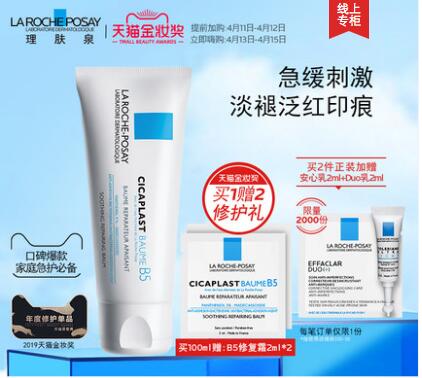 LA ROCHE-POSAY
LABORATOIRE DERMATOLOGIQUE
理肤泉
天猫金妆奖
TMALL BEAUTY AWARDS
提前加购:4月11日-4月12日
立即嗨购:4月13日-4月15日
线上
专柜
急缓刺激
淡褪泛红印痕
LA ROCHE-POSAY
LABORATOIRE DERMATOLOGIQUE
CICAPLAST BAUME B5
BAUME RÉPARATEUR APAISANT
SOOTHING REPAIRING BALM
口碑爆款
家庭急护必备
年度修护单品
2019天猫金妆奖
天猫金妆奖
买1赠2
修护礼
LA ROCHE-POSAY
LABORATOIRE DERMATOLOGIQUE
CICAPLAST BAUME B5
BAUME RÉPARATEUR APAISANT
SOOTHING REPAIRING BALM
买100ml赠:B5修复霜2ml*2
买2件正装加赠
安心乳2ml+Duo乳2ml
限量
2000份
LA ROCHE-POSAY
EFFACLAR
DUO(+)
每笔订单仅限1份